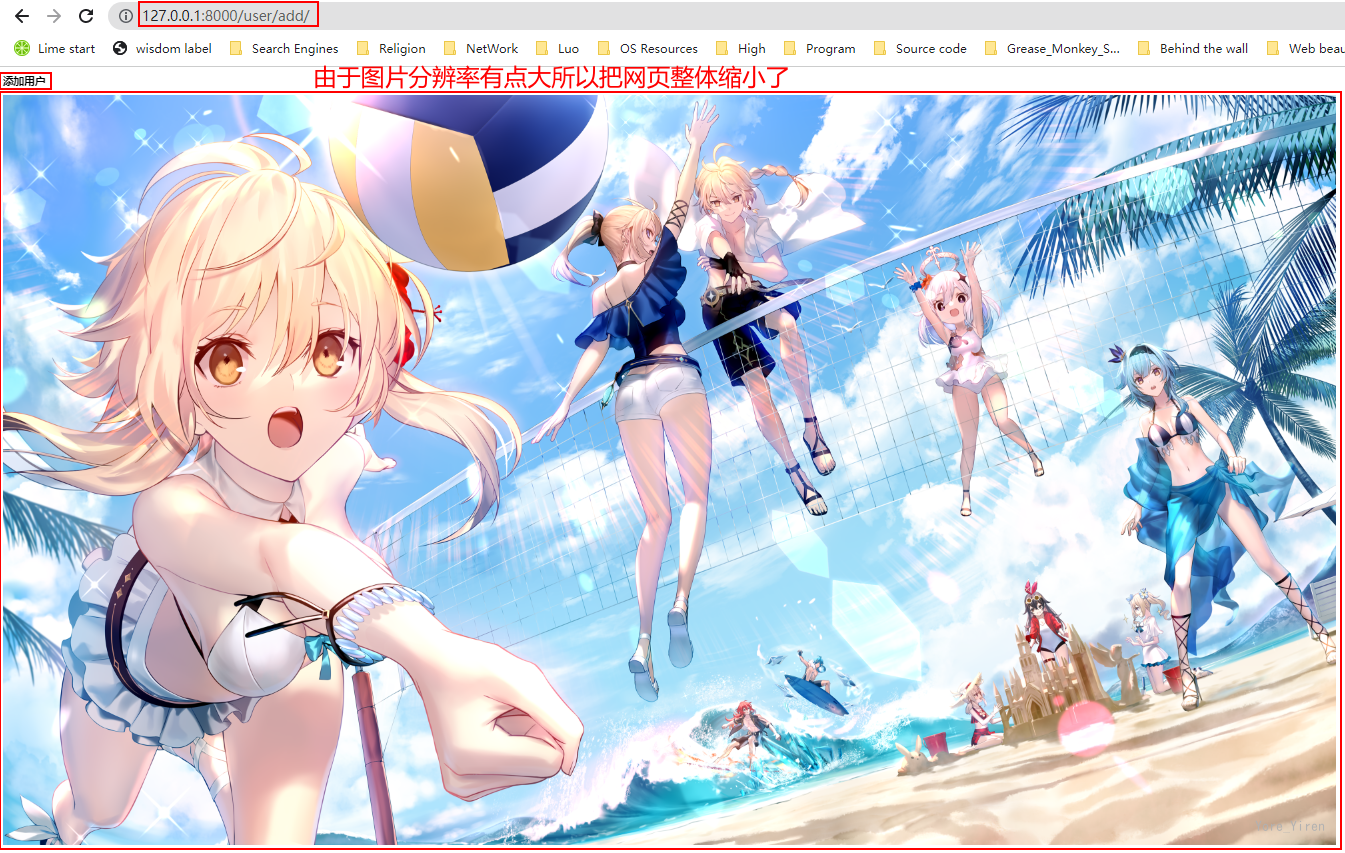 127.0.0.1:8000/user/add/
Lime start wisdom label Search Engines Religion NetWork Luo OS Resources High Program Source code Grease_Monkey_S... Behind the wall Web beau
添加用户
由于图片分辨率有点大所以把网页整体缩小了
Yiren